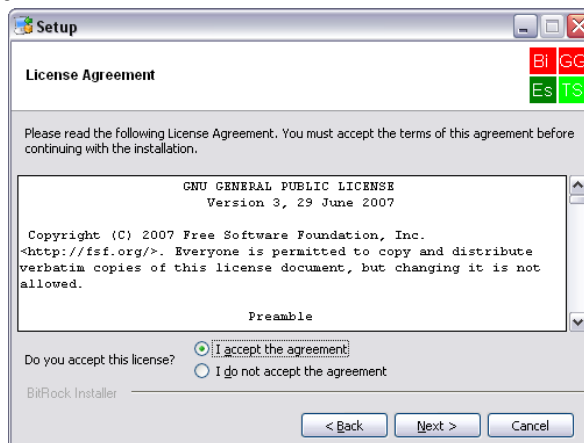 Setup
License Agreement
Bi GG
Es TS
Please read the following License Agreement. You must accept the terms of this agreement before
continuing with the installation.
GNU GENERAL PUBLIC LICENSE
Version 3, 29 June 2007
Copyright (C) 2007 Free Software Foundation, Inc.
<http://fsf.org/>. Everyone is permitted to copy and distribute
verbatim copies of this license document, but changing it is not
allowed.
Preamble
Do you accept this license?
I accept the agreement
I do not accept the agreement
BitRock Installer
< Back Next > Cancel